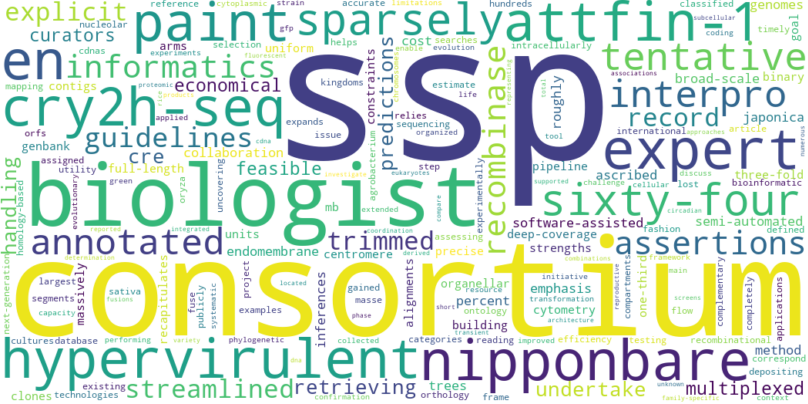 explicit
paint
sparsely
attfin-1
reference
cytoplasmic
strain
accurate
limitations
hundreds
classified
genomes
subcellular
nucleolar
gfp
curators
cdnas
arms
selection
helps
evolution
cost
searches
coding
timely
goal
en
informatics
experiments
uniform
fluorescent
enable
intracellularly
tentative
associations
broad-scale
binary
mapping
contigs
economical
proteomic
kingdoms
estimate
life
constraints
predictions
chromosomes
recombinase
representing
total
interpro
cry2h-seq
rice
products
applied
relies
agrobacterium
roughly
record
japonica
orfs
cdna
expands
sequencing
organized
tool
international
approaches
article
numerous
genbank
guidelines
collaboration
issue
step
eukaryotes
pipeline
expert
three-fold
bioinformatic
handling
assigned
cre
full-length
feasible
supported
ascribed
discuss
utility
green
evolutionary
oryza
uncovering
mb
extended
compare
experimentally
challenge
cellular
lost
circadian
homology-based
biologist
sixty-four
semi-automated
fashion
defined
reported
integrated
units
coordination
derived
software-assisted
annotated
trimmed
assessing
deep-coverage
assertions
endomembrane
centromere
precise
strengths
next-generation
determination
located
combinations
framework
largest
sativa
fusions
massively
recapitulates
project
gained
masse
organellar
resource
percent
initiative
emphasis
main
complementary
completely
applications
segments
fuse
publicly
systematic
inferences
alignments
ontology
transformation
cytometry
reproductive
compartments
one-third
flow
screens
capacity
examples
phase
short
building
architecture
consortium
culturesdatabase
performing
variety
phylogenetic
collected
categories
reading
improved
efficiency
testing
recombinational
method
correspond
hypervirulent
dna
transient
nipponbare
depositing
existing
streamlined
retrieving
trees
undertake
multiplexed
clones
technologies
confirmation
orthology
frame
family-specific
unknown
context
ssp
investigate